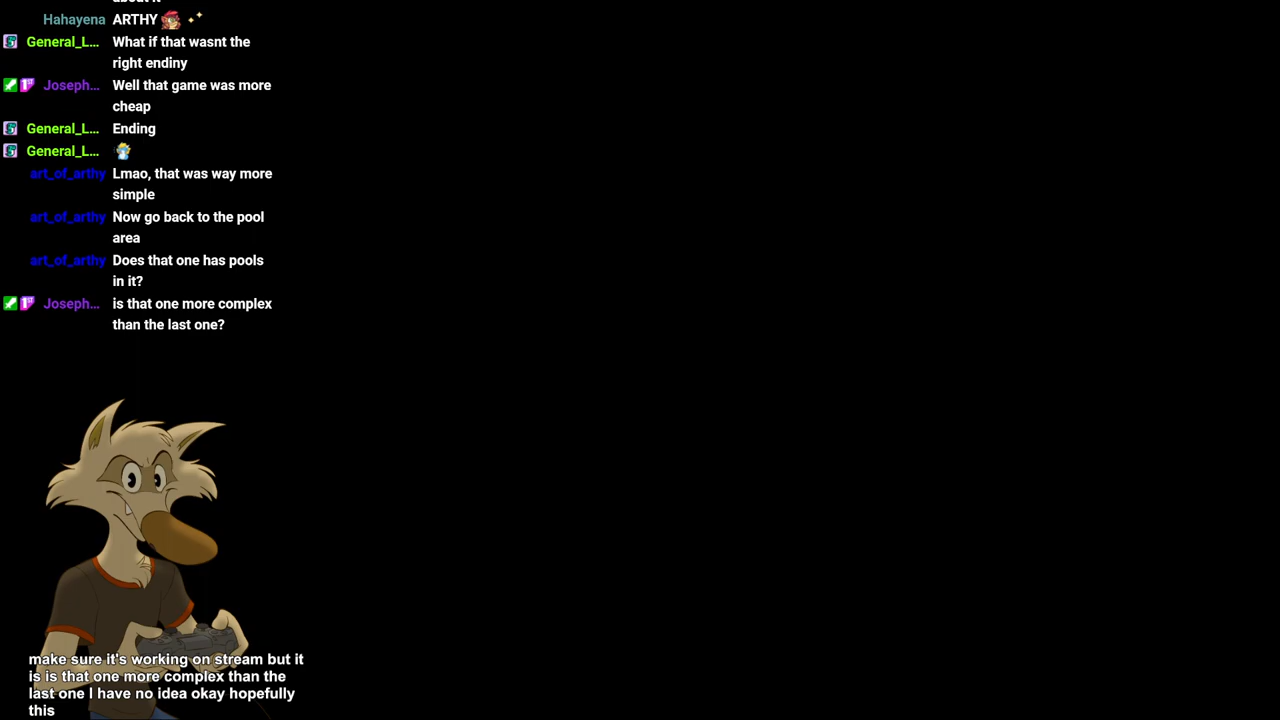 about it
Hahayena ARTHY
General_L... What if that wasnt the
right endiny
Joseph... Well that game was more
cheap
General_L... Ending
General_L...
art_of_arthy Lmao, that was way more
simple
art_of_arthy Now go back to the pool
area
art_of_arthy Does that one has pools
in it?
Joseph... is that one more complex
than the last one?
make sure it's working on stream but it
is is that one more complex than the
last one I have no idea okay hopefully
this